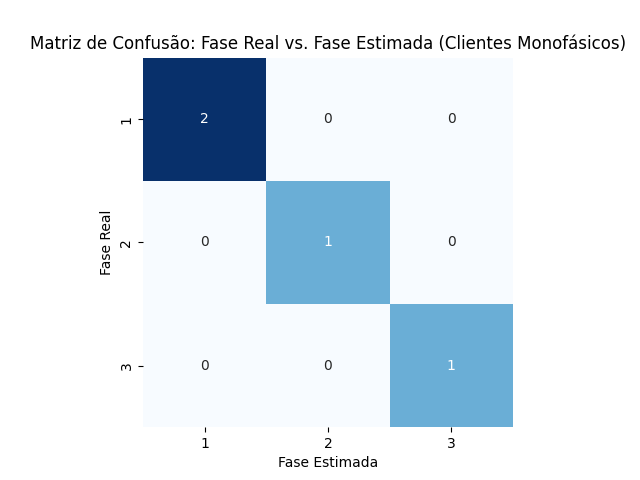 Matriz de Confusão: Fase Real vs. Fase Estimada (Clientes Monofásicos)
Fase Real
1 2 0 0
2 0 1 0
3 0 0 1
1 2 3
Fase Estimada